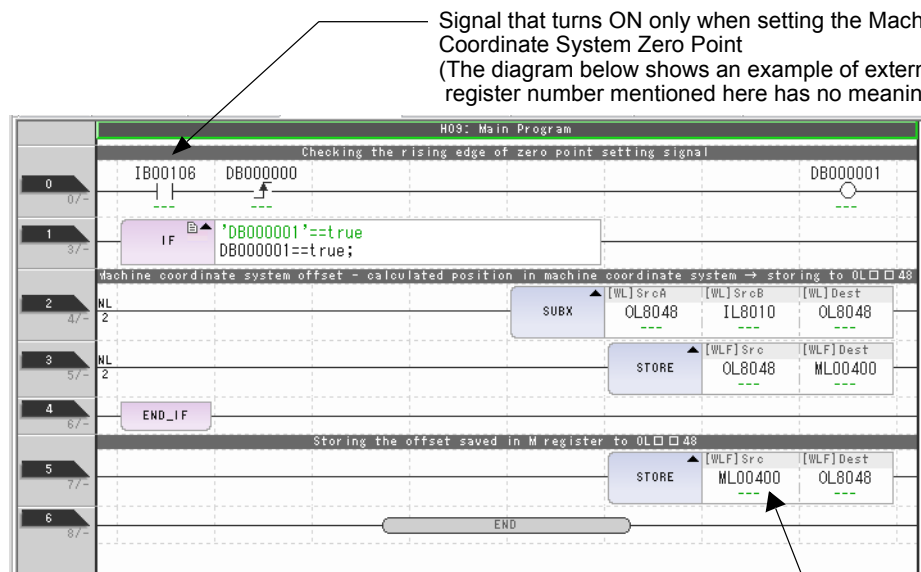 Signal that turns ON only when setting the Mach
Coordinate System Zero Point
(The diagram below shows an example of extern
register number mentioned here has no meanin
H09: Main Program
Checking the rising edge of zero point setting signal
IB00106 DB000000 DB000001
0
0/-
--- --- ---
1
3/-
IF
'DB000001'==true
DB000001==true;
Machine coordinate system offset - calculated position in machine coordinate system → storing to OL□□48
2
4/-
NL
2
SUBX
[WL]SrcA [WL]SrcB [WL]Dest
OL8048 IL8010 OL8048
--- --- ---
3
5/-
NL
2
STORE
[WLF]Src [WLF]Dest
OL8048 ML00400
--- ---
4
6/-
END_IF
Storing the offset saved in M register to OL□□48
5
7/-
STORE
[WLF]Src [WLF]Dest
ML00400 OL8048
--- ---
6
8/-
END